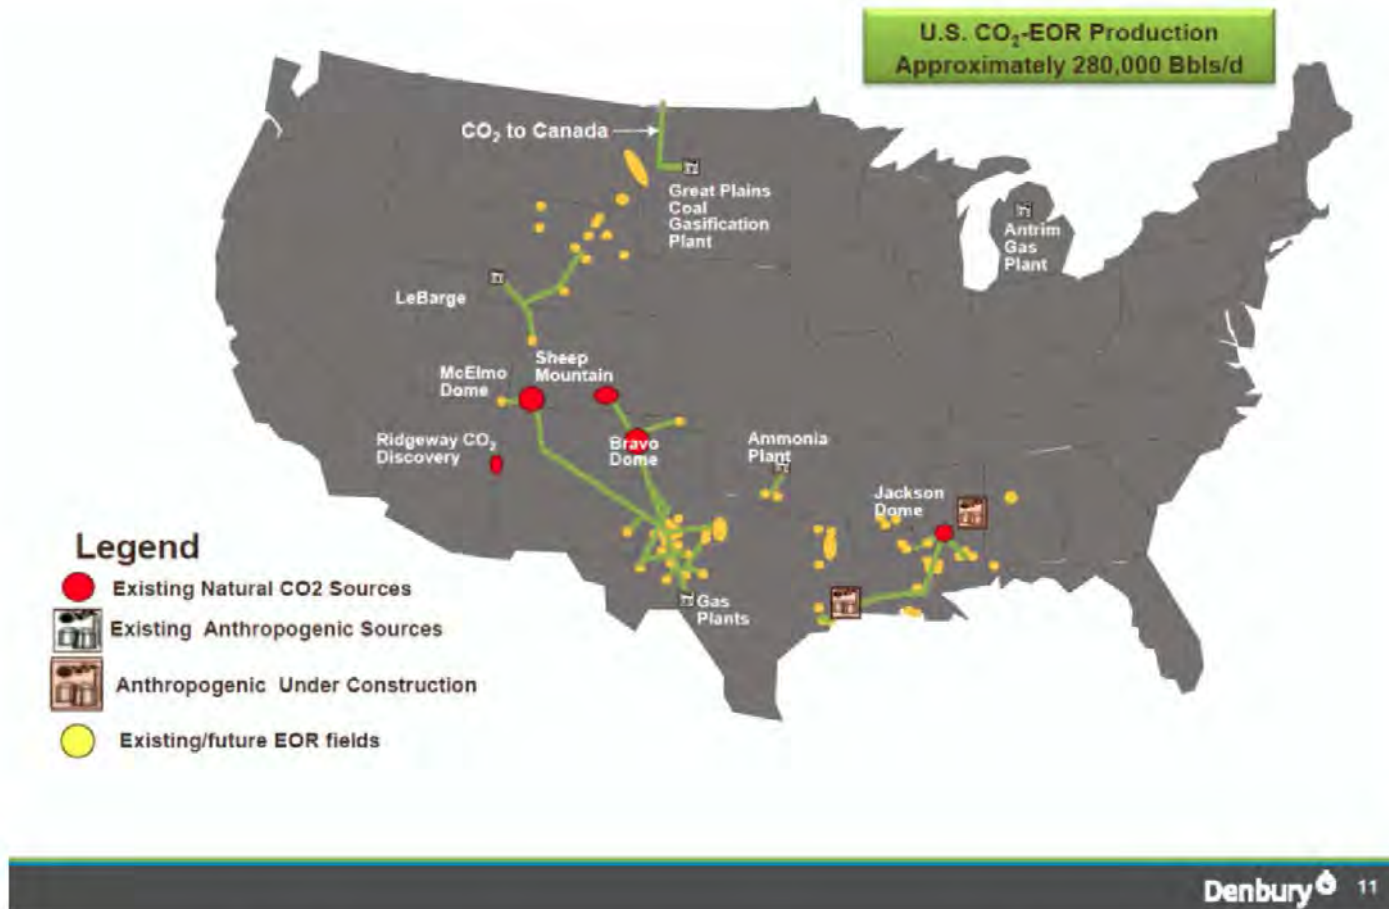 U.S. CO₂-EOR Production
Approximately 280,000 Bbls/d
CO₂ to Canada
Great Plains
Coal
Gasification
Plant
Antrim
Gas
Plant
LeBarge
Sheep
Mountain
McElmo
Dome
Ridgeway CO₂
Discovery
Bravo
Dome
Ammonia
Plant
Jackson
Dome
Gas
Plants
Legend
Existing Natural CO2 Sources
Existing Anthropogenic Sources
Anthropogenic Under Construction
Existing/future EOR fields
Denbury
11